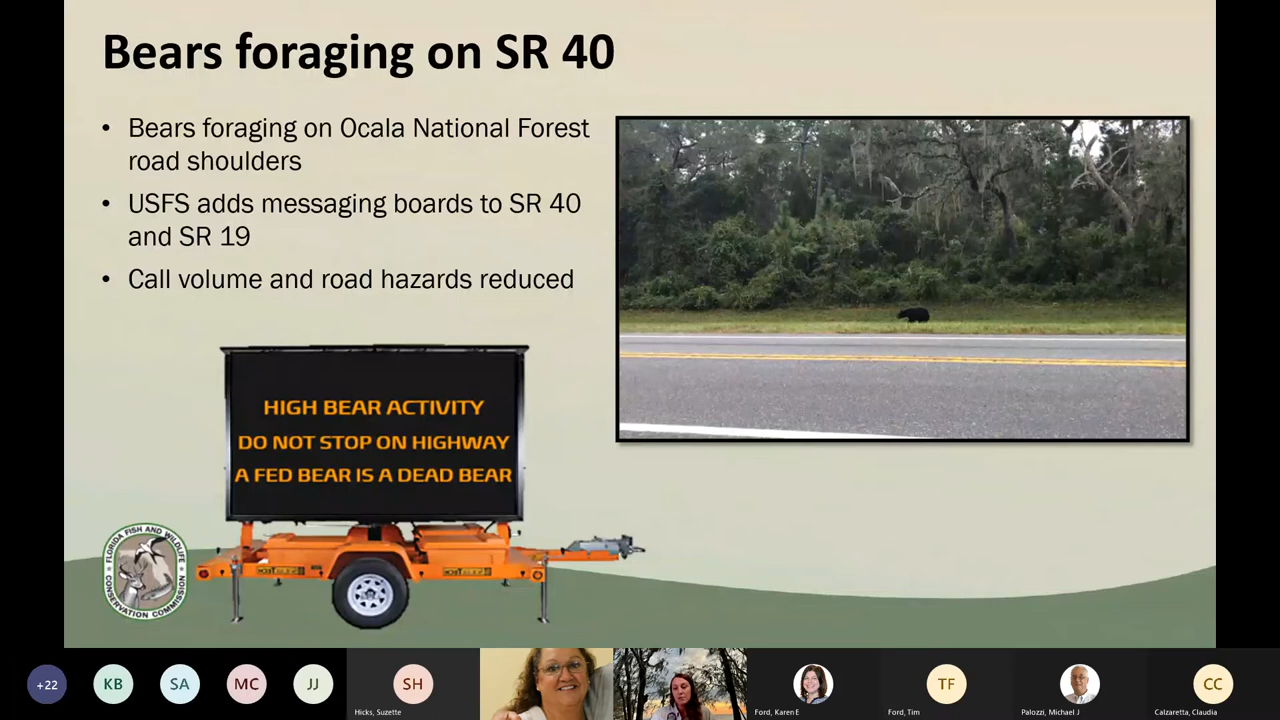 Bears foraging on SR 40
• Bears foraging on Ocala National Forest
road shoulders
• USFS adds messaging boards to SR 40
and SR 19
• Call volume and road hazards reduced
HIGH BEAR ACTIVITY
DO NOT STOP ON HIGHWAY
A FED BEAR IS A DEAD BEAR
FLORIDA FISH AND WILDLIFE
CONSERVATION COMMISSION
+22
KB
SA
MC
JJ
SH
Hicks, Suzette
Ford, Karen E
TF
Ford, Tim
Palozzi, Michael J
CC
Calzaretta, Claudia